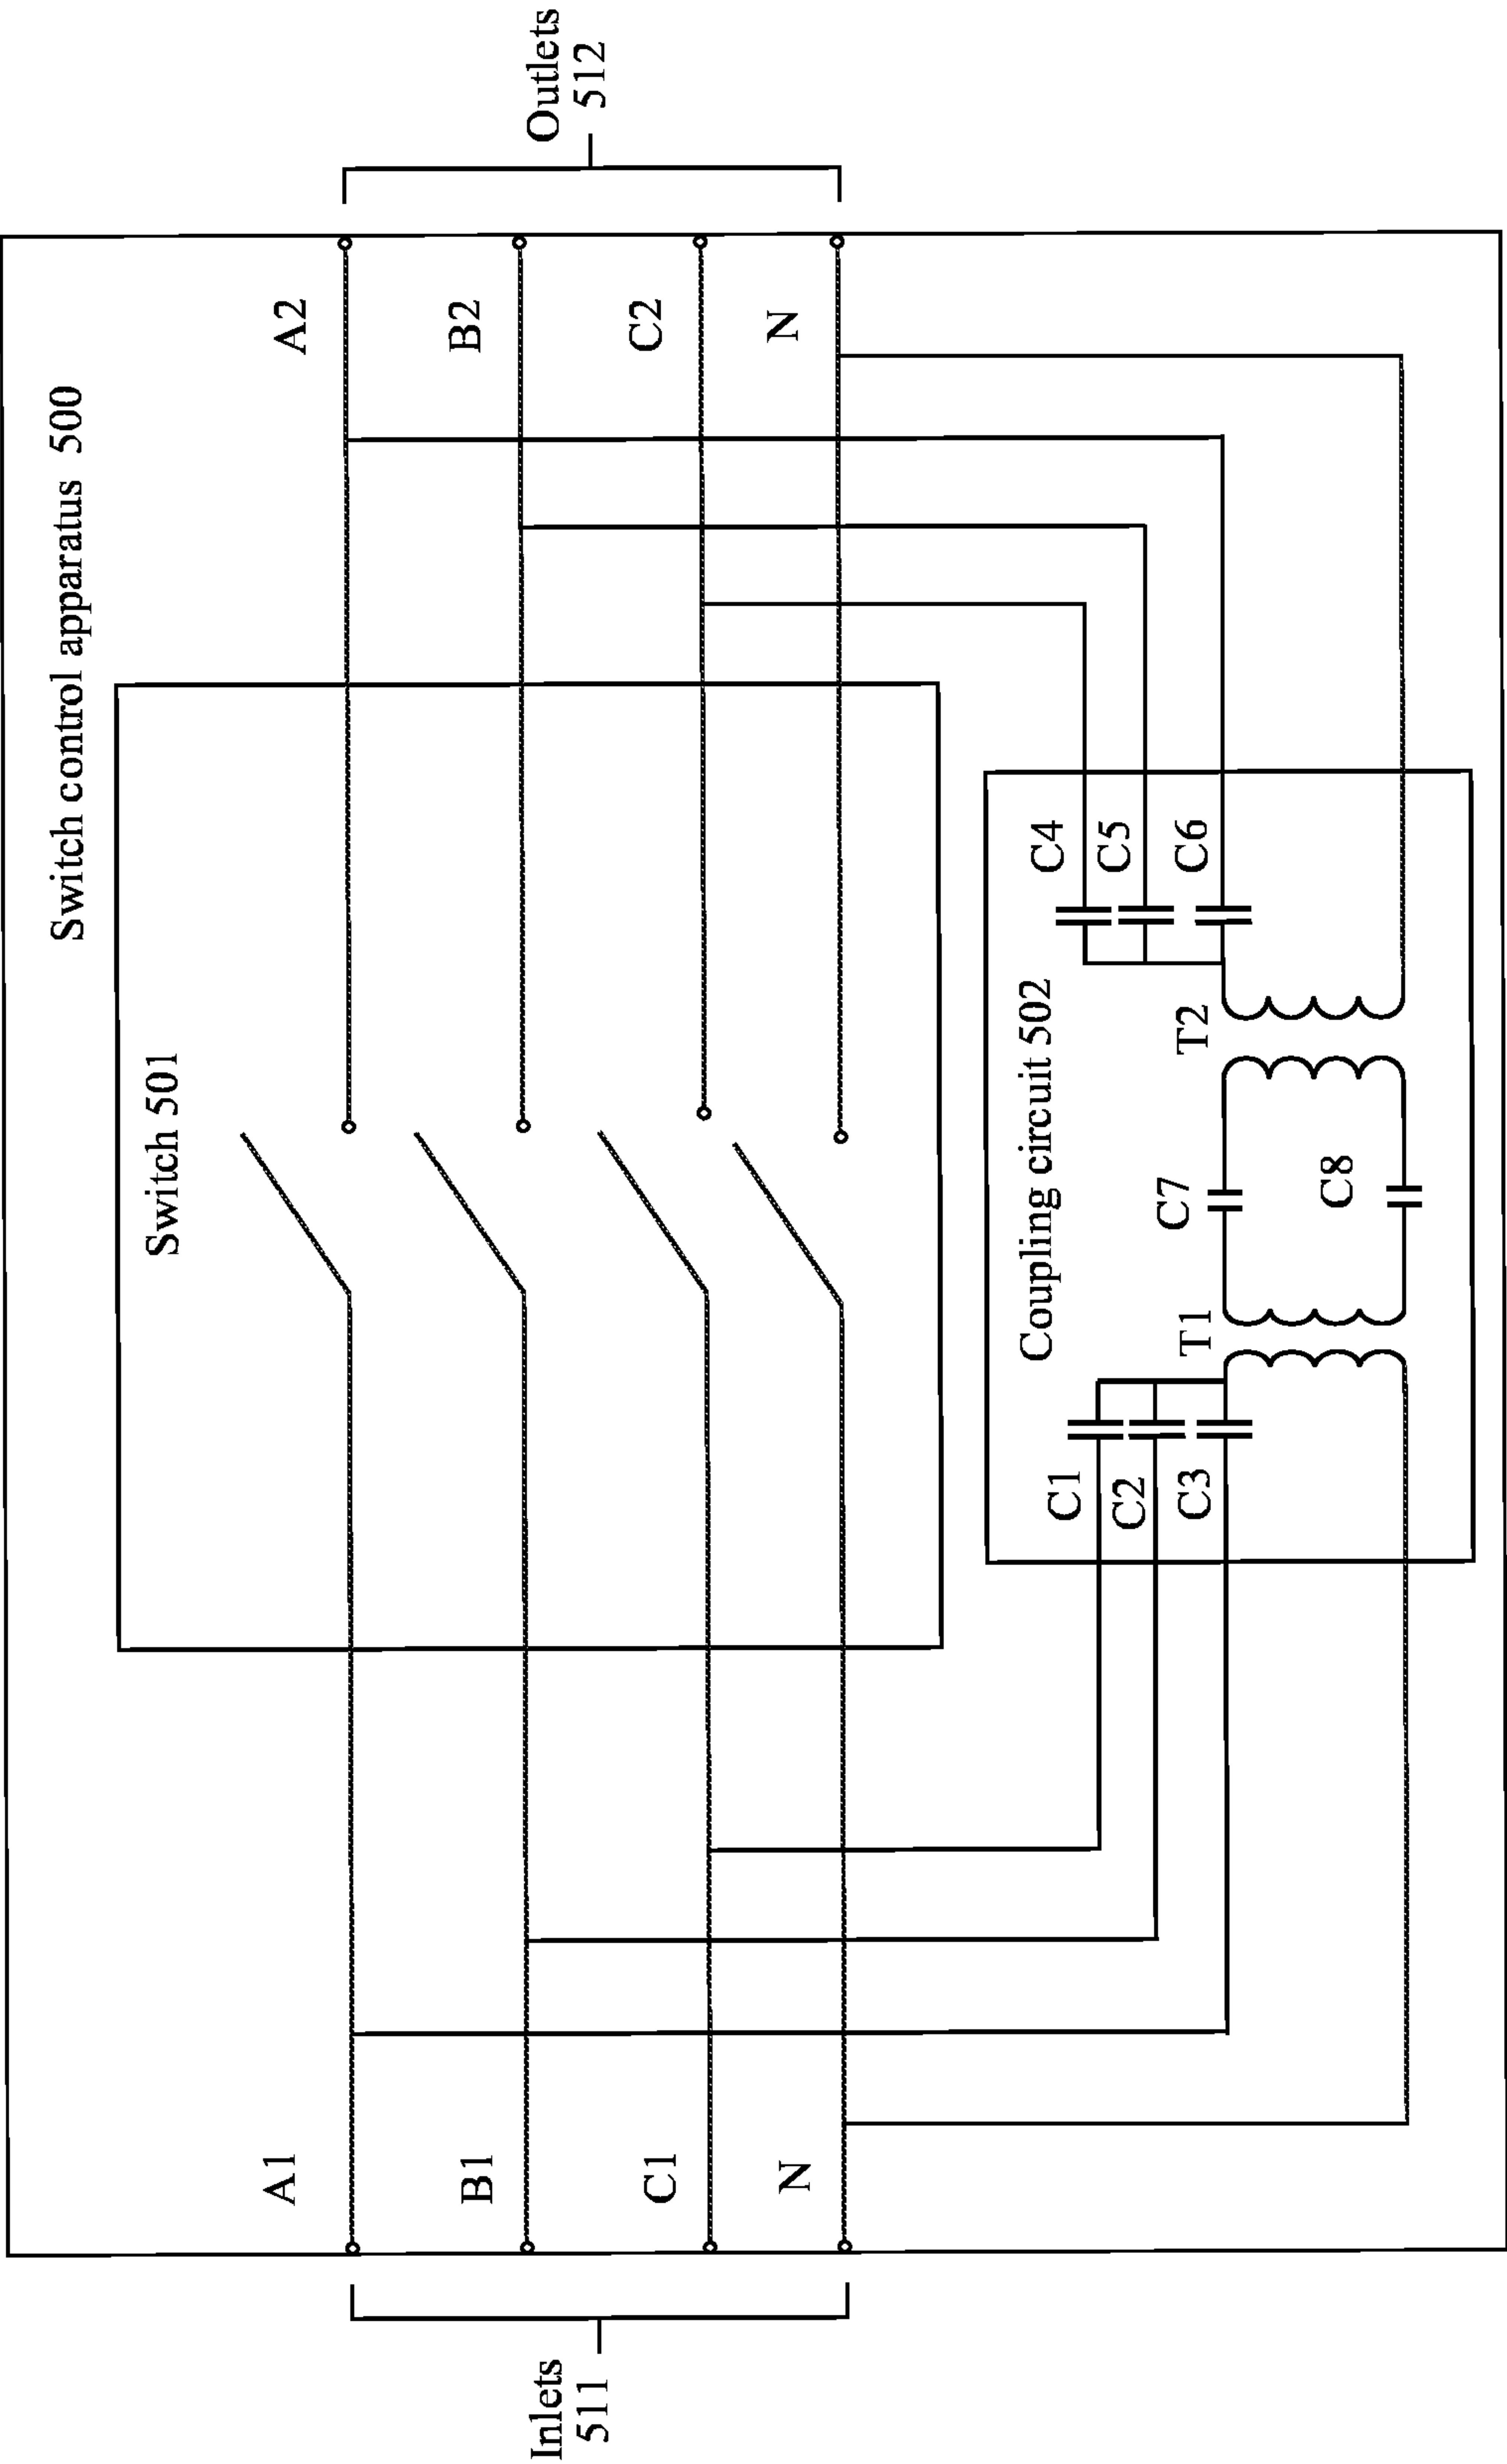 Switch control apparatus 500
Switch 501
A1
A2
B1
B2
Inlets
511
Outlets
512
C1
C2
N
N
Coupling circuit 502
C1
C4
C2
C5
C3
T1
C7
T2
C6
C8